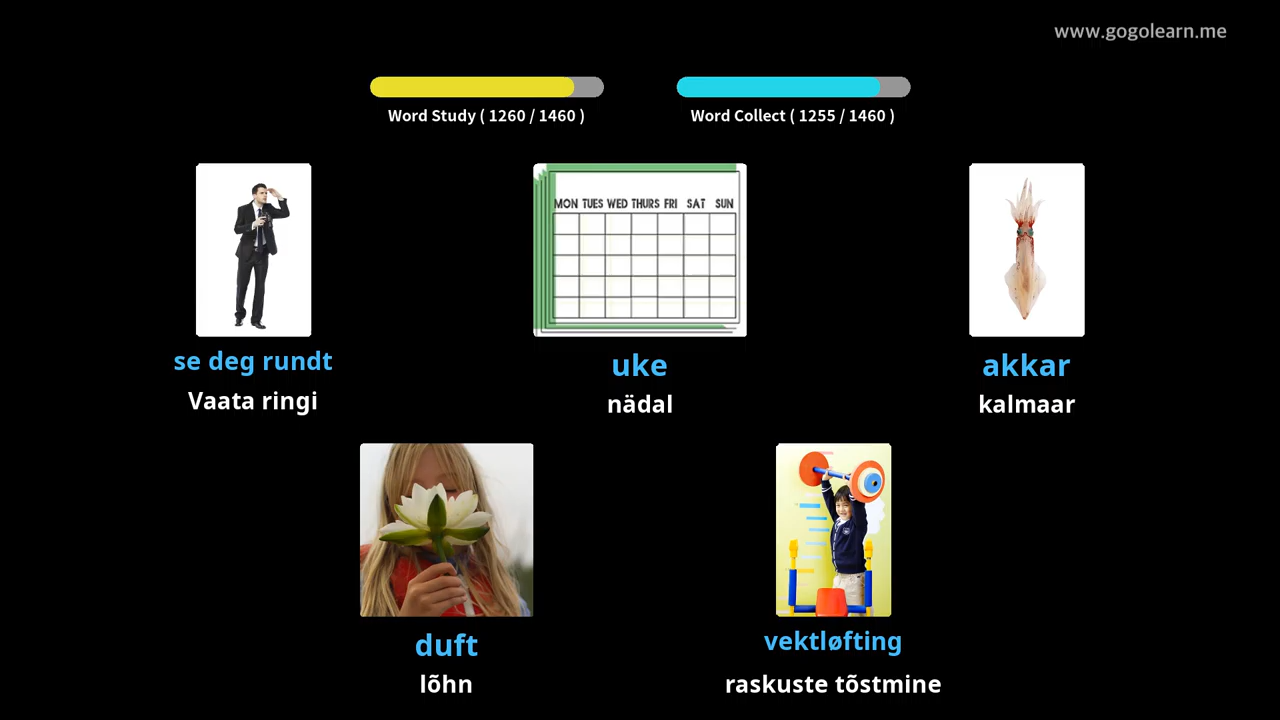 www.gogolearn.me
Word Study ( 1260 / 1460 )
Word Collect ( 1255 / 1460 )
MON TUES WED THURS FRI SAT SUN
se deg rundt
Vaata ringi
uke
nädal
akkar
kalmaar
duft
lõhn
vektløfting
raskuste tõstmine